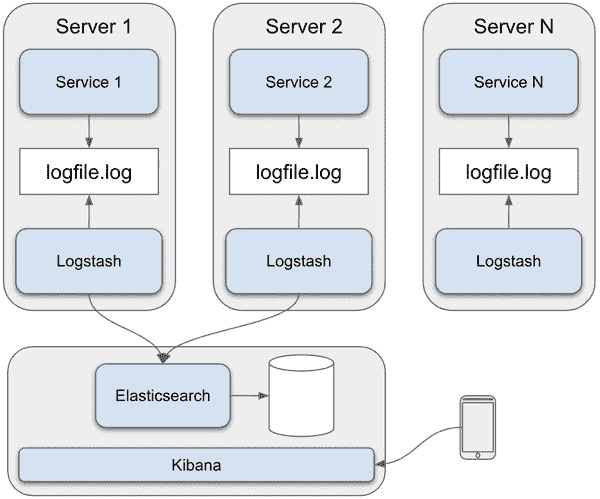 Server 1
Server 2
Server N
Service 1
Service 2
Service N
logfile.log
logfile.log
logfile.log
Logstash
Logstash
Logstash
Elasticsearch
Kibana